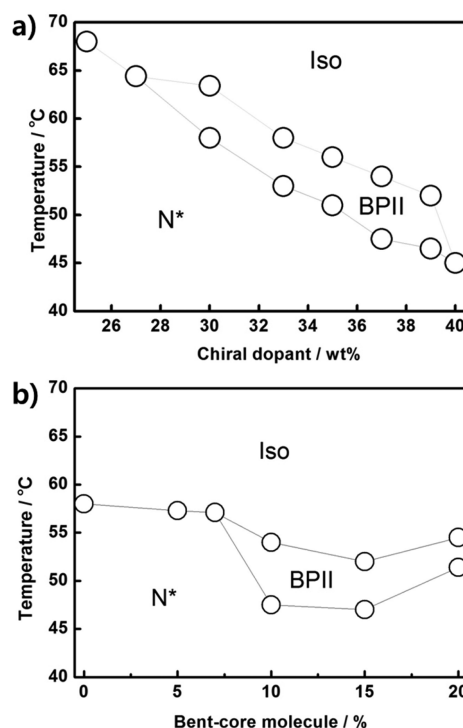 a)
70
65
60
55
50
45
40
Temperature / °C
Iso
BPII
N*
26 28 30 32 34 36 38 40
Chiral dopant / wt%
b)
70
65
60
55
50
45
40
Temperature / °C
Iso
BPII
N*
0 5 10 15 20
Bent-core molecule / %